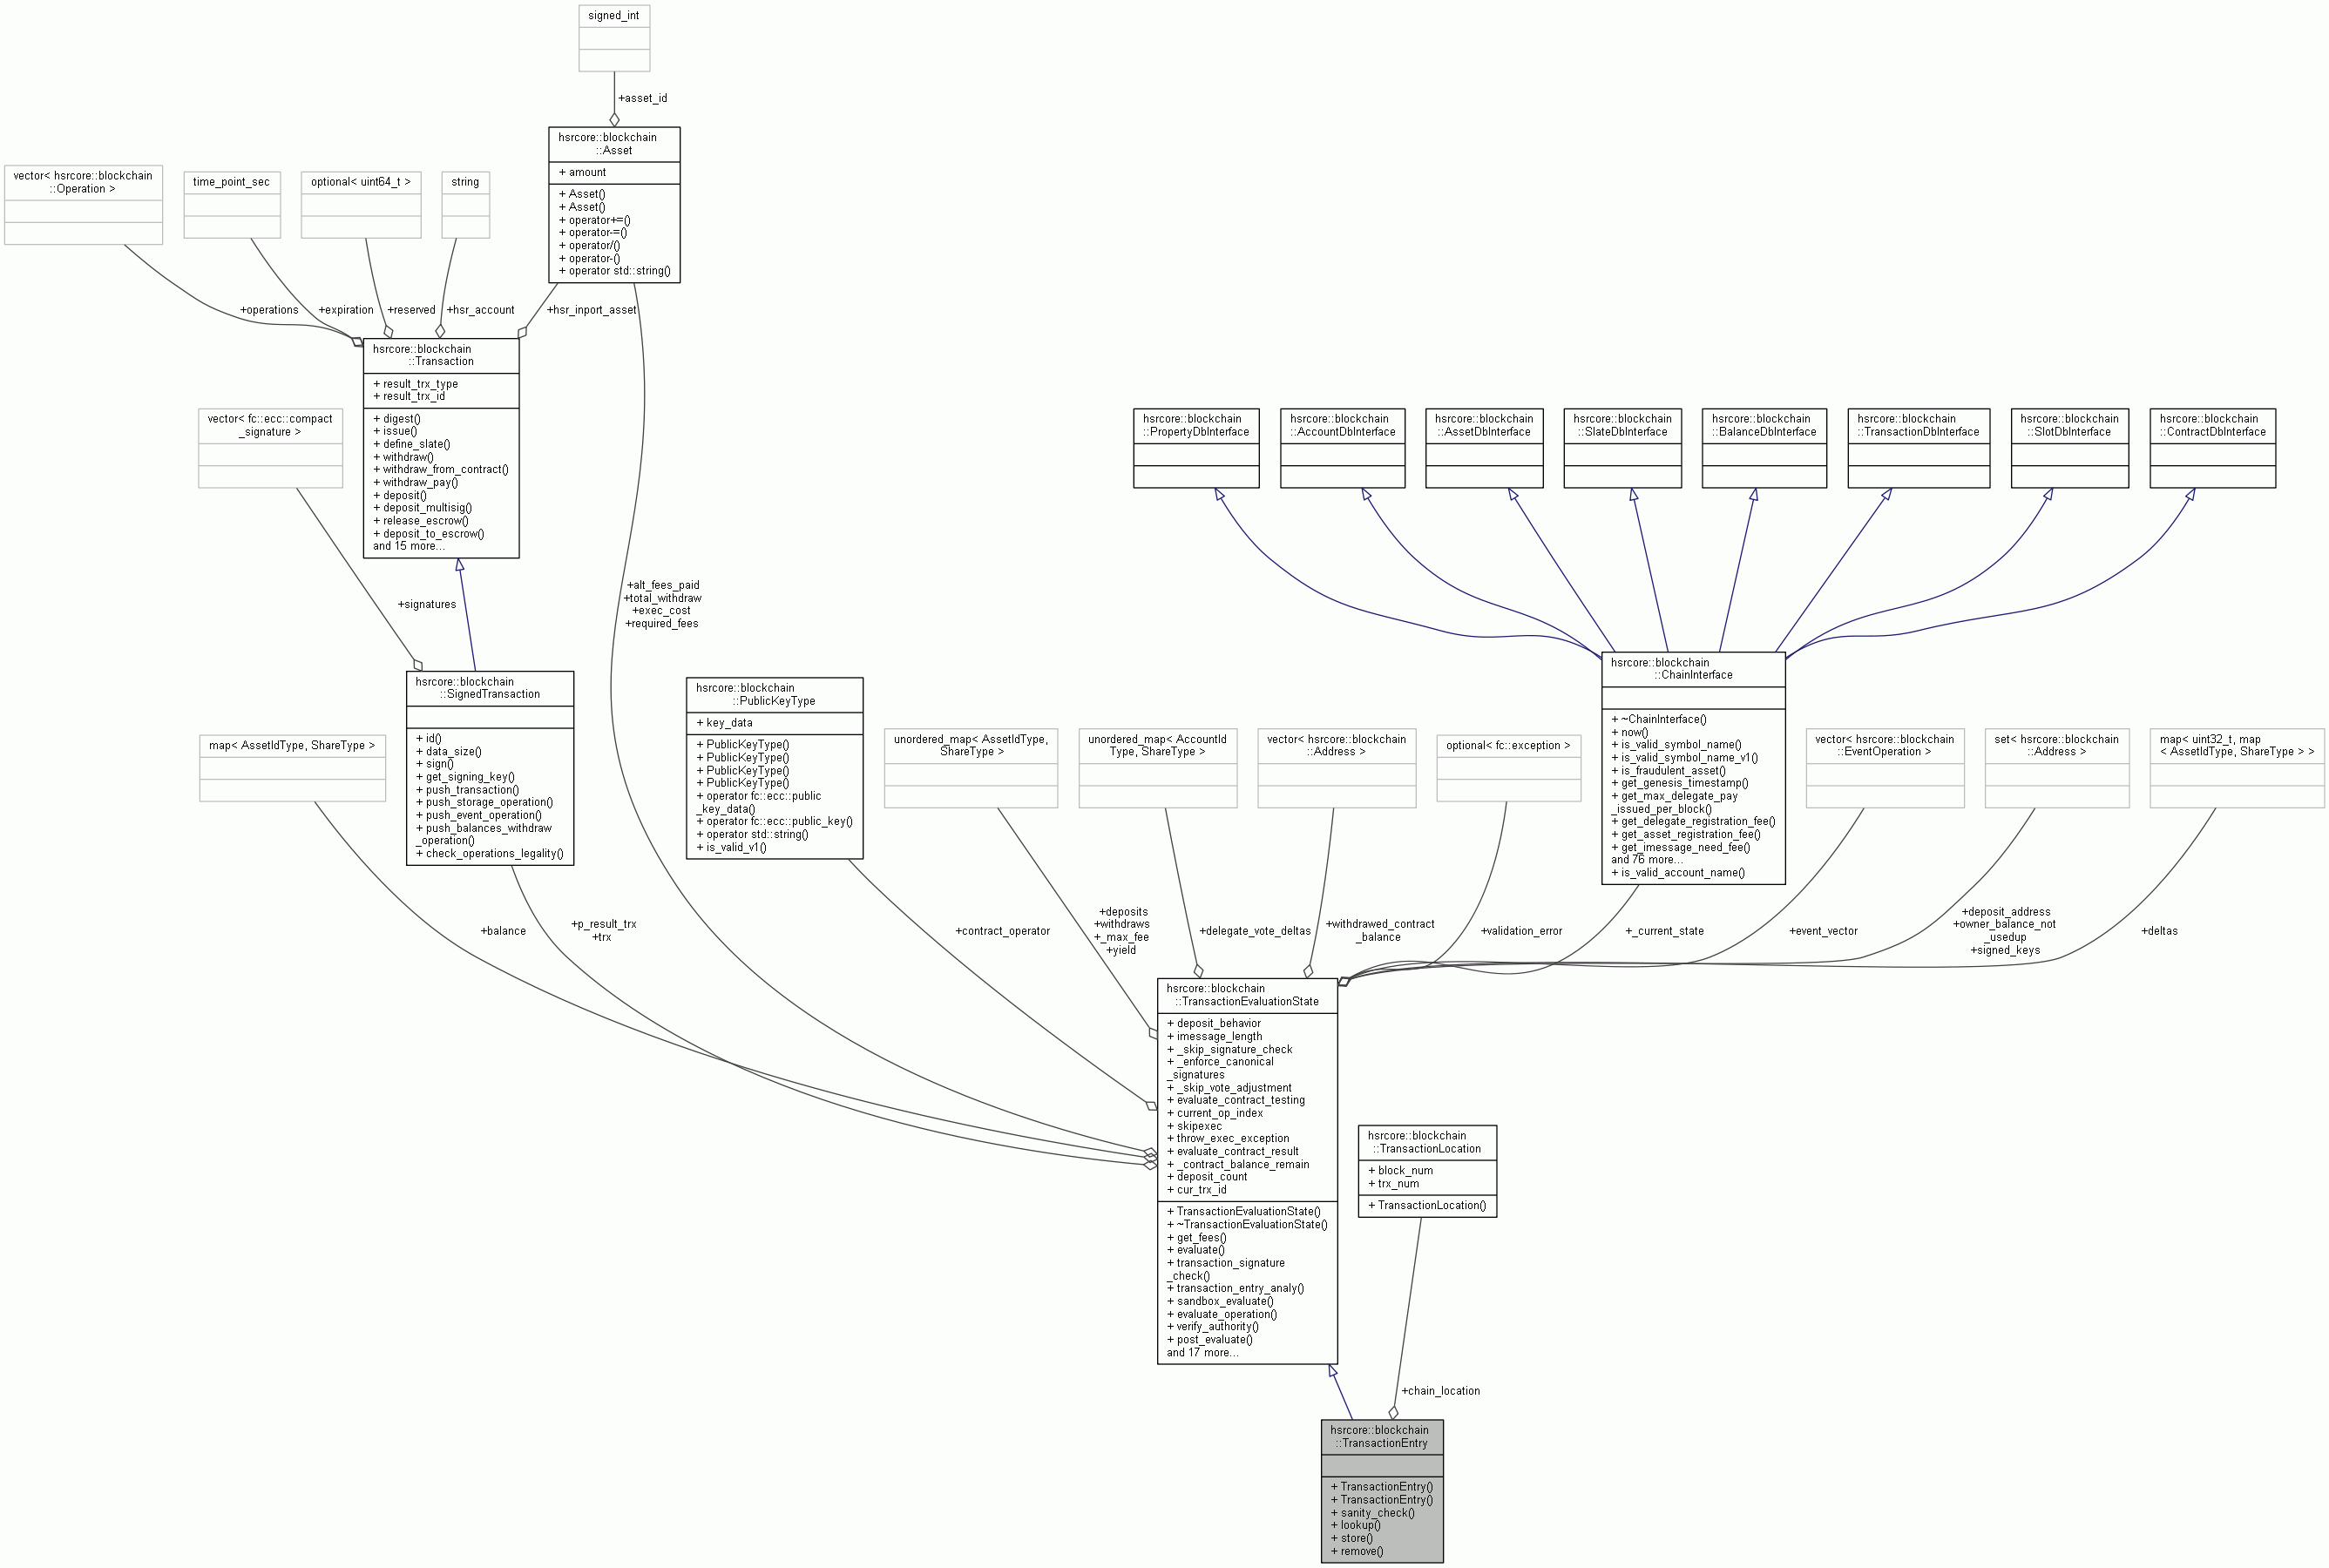 signed_int
+asset_id
hsrcore::blockchain
::Asset
+ amount
+ Asset()
+ Asset()
+ operator+=()
+ operator-=()
+ operator/()
+ operator-()
+ operator std::string()
vector< hsrcore::blockchain
::Operation >
time_point_sec
optional< uint64_t >
string
+operations
+expiration
+reserved
+hsr_account
+hsr_inport_asset
hsrcore::blockchain
::Transaction
+ result_trx_type
+ result_trx_id
+ digest()
+ issue()
+ define_slate()
+ withdraw()
+ withdraw_from_contract()
+ withdraw_pay()
+ deposit()
+ deposit_multisig()
+ release_escrow()
+ deposit_to_escrow()
and 15 more...
vector< fc::ecc::compact
_signature >
+signatures
+alt_fees_paid
+total_withdraw
+exec_cost
+required_fees
hsrcore::blockchain
::PropertyDbInterface
hsrcore::blockchain
::AccountDbInterface
hsrcore::blockchain
::AssetDbInterface
hsrcore::blockchain
::SlateDbInterface
hsrcore::blockchain
::BalanceDbInterface
hsrcore::blockchain
::TransactionDbInterface
hsrcore::blockchain
::SlotDbInterface
hsrcore::blockchain
::ContractDbInterface
hsrcore::blockchain
::SignedTransaction
+ id()
+ data_size()
+ sign()
+ get_signing_key()
+ push_transaction()
+ push_storage_operation()
+ push_event_operation()
+ push_balances_withdraw
_operation()
+ check_operations_legality()
map< AssetIdType, ShareType >
hsrcore::blockchain
::PublicKeyType
+ key_data
+ PublicKeyType()
+ PublicKeyType()
+ PublicKeyType()
+ PublicKeyType()
+ operator fc::ecc::public
_key_data()
+ operator fc::ecc::public_key()
+ operator std::string()
+ is_valid_v1()
unordered_map< AssetIdType,
ShareType >
unordered_map< AccountId
Type, ShareType >
vector< hsrcore::blockchain
::Address >
optional< fc::exception >
hsrcore::blockchain
::ChainInterface
+ ~ChainInterface()
+ now()
+ is_valid_symbol_name()
+ is_valid_symbol_name_v1()
+ is_fraudulent_asset()
+ get_genesis_timestamp()
+ get_max_delegate_pay
_issued_per_block()
+ get_delegate_registration_fee()
+ get_asset_registration_fee()
+ get_imessage_need_fee()
and 76 more...
+ is_valid_account_name()
vector< hsrcore::blockchain
::EventOperation >
set< hsrcore::blockchain
::Address >
map< uint32_t, map
< AssetIdType, ShareType > >
+balance
+p_result_trx
+trx
+contract_operator
+deposits
+withdraws
+_max_fee
+yield
+delegate_vote_deltas
+withdrawed_contract
_balance
+validation_error
+_current_state
+event_vector
+deposit_address
+owner_balance_not
_usedup
+signed_keys
+deltas
hsrcore::blockchain
::TransactionEvaluationState
+ deposit_behavior
+ imessage_length
+ _skip_signature_check
+ _enforce_canonical
_signatures
+ _skip_vote_adjustment
+ evaluate_contract_testing
+ current_op_index
+ skipexec
+ throw_exec_exception
+ evaluate_contract_result
+ _contract_balance_remain
+ deposit_count
+ cur_trx_id
+ TransactionEvaluationState()
+ ~TransactionEvaluationState()
+ get_fees()
+ evaluate()
+ transaction_signature
_check()
+ transaction_entry_analy()
+ sandbox_evaluate()
+ evaluate_operation()
+ verify_authority()
+ post_evaluate()
and 17 more...
hsrcore::blockchain
::TransactionLocation
+ block_num
+ trx_num
+ TransactionLocation()
+chain_location
hsrcore::blockchain
::TransactionEntry
+ TransactionEntry()
+ TransactionEntry()
+ sanity_check()
+ lookup()
+ store()
+ remove()